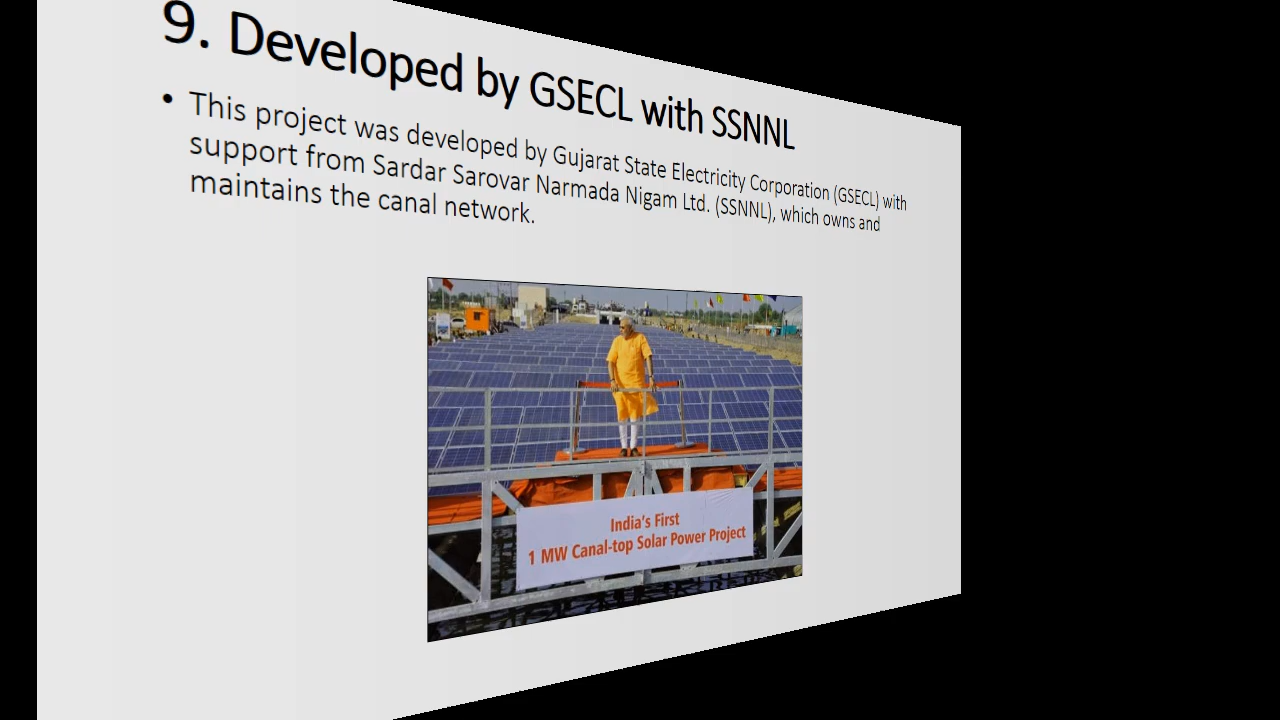 9. Developed by GSECL with SSNNL
• This project was developed by Gujarat State Electricity Corporation (GSECL) with
support from Sardar Sarovar Narmada Nigam Ltd. (SSNNL), which owns and
maintains the canal network.
India's First
1 MW Canal-top Solar Power Project